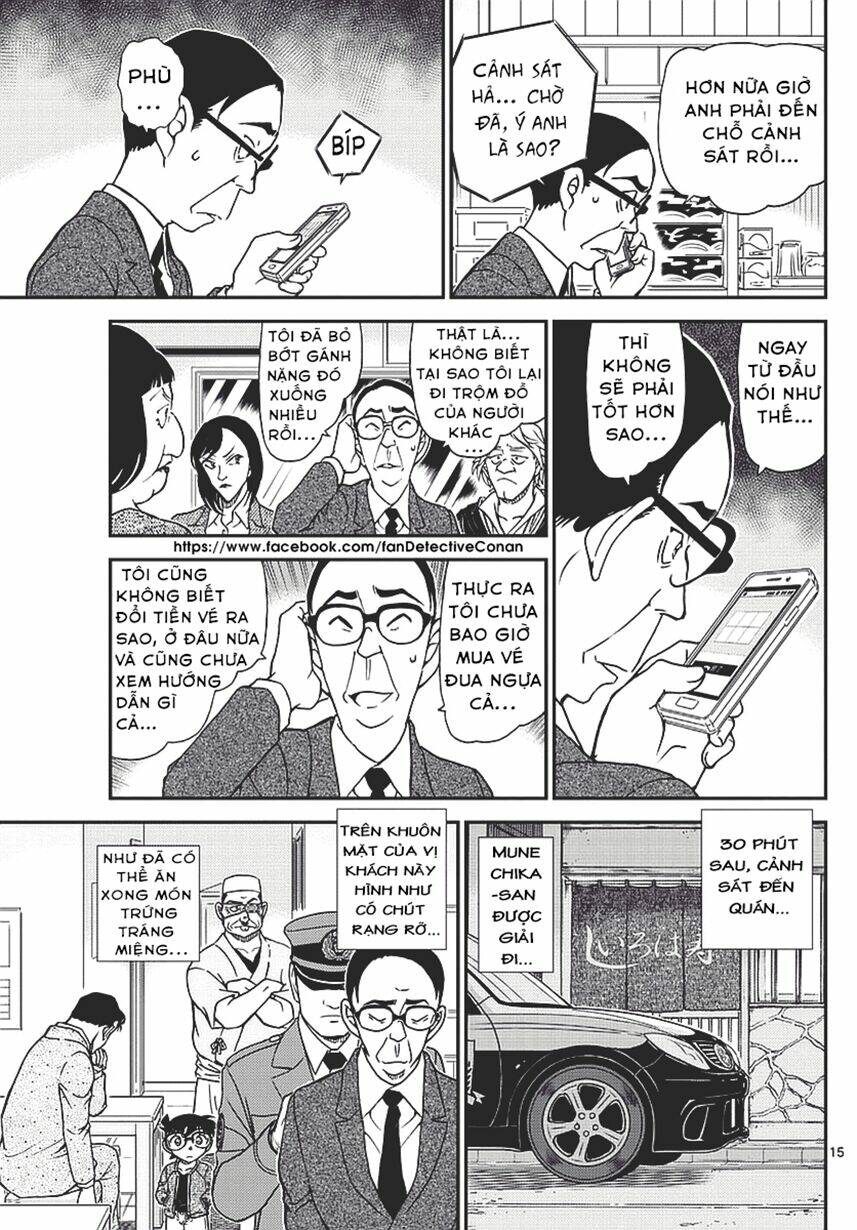 HƠN NỮA GIỜ
ANH PHẢI ĐẾN
CHỖ CẢNH
SÁT RỒI...
CẢNH SÁT
HẢ... CHỜ
ĐÃ, Ý ANH
LÀ SAO?
BÍP
PHÙ
...
NGAY
TỪ ĐẦU
NÓI NHƯ
THẾ...
THÌ
KHÔNG
SẼ PHẢI
TỐT HƠN
SAO...
THẬT LÀ...
KHÔNG BIẾT
TẠI SAO TÔI LẠI
ĐI TRỘM ĐỒ
CỦA NGƯỜI
KHÁC ...
...
TÔI ĐÃ BỎ
BỚT GÁNH
NẶNG ĐÓ
XUỐNG
NHIỀU
RỒI...
https://www.facebook.com/fanDetectiveConan
THỰC RA
TÔI CHƯA
BAO GIỜ
MUA VÉ
ĐUA NGỰA
CẢ...
TÔI CŨNG
KHÔNG BIẾT
ĐỔI TIỀN VÉ RA
SAO, Ở ĐÂU NỮA
VÀ CŨNG CHƯA
XEM HƯỚNG
DẪN GÌ
CẢ...
30 PHÚT
SAU, CẢNH
SÁT ĐẾN
QUÁN...
MUNE
CHIKA
-SAN
ĐƯỢC
GIẢI
ĐI...
いろは寿し
TRÊN KHUÔN
MẶT CỦA VỊ
KHÁCH NÀY
HÌNH NHƯ
CÓ CHÚT
RẠNG RỠ...
NHƯ ĐÃ CÓ
THỂ ĂN
XONG MÓN
TRỨNG
TRÁNG
MIỆNG...
15